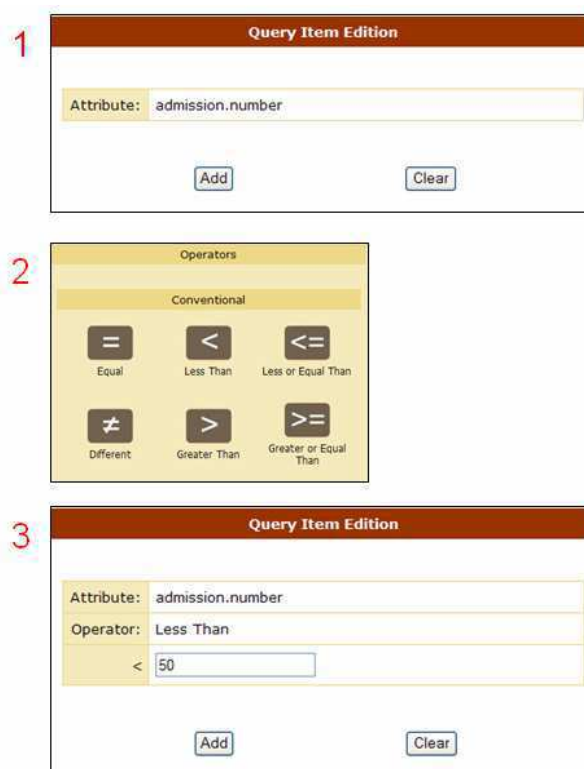 1
Query Item Edition
Attribute: admission.number
Add Clear
2
Operators
Conventional
= < <=
Equal Less Than Less or Equal Than
≠ > >=
Different Greater Than Greater or Equal
Than
3
Query Item Edition
Attribute: admission.number
Operator: Less Than
< 50
Add Clear